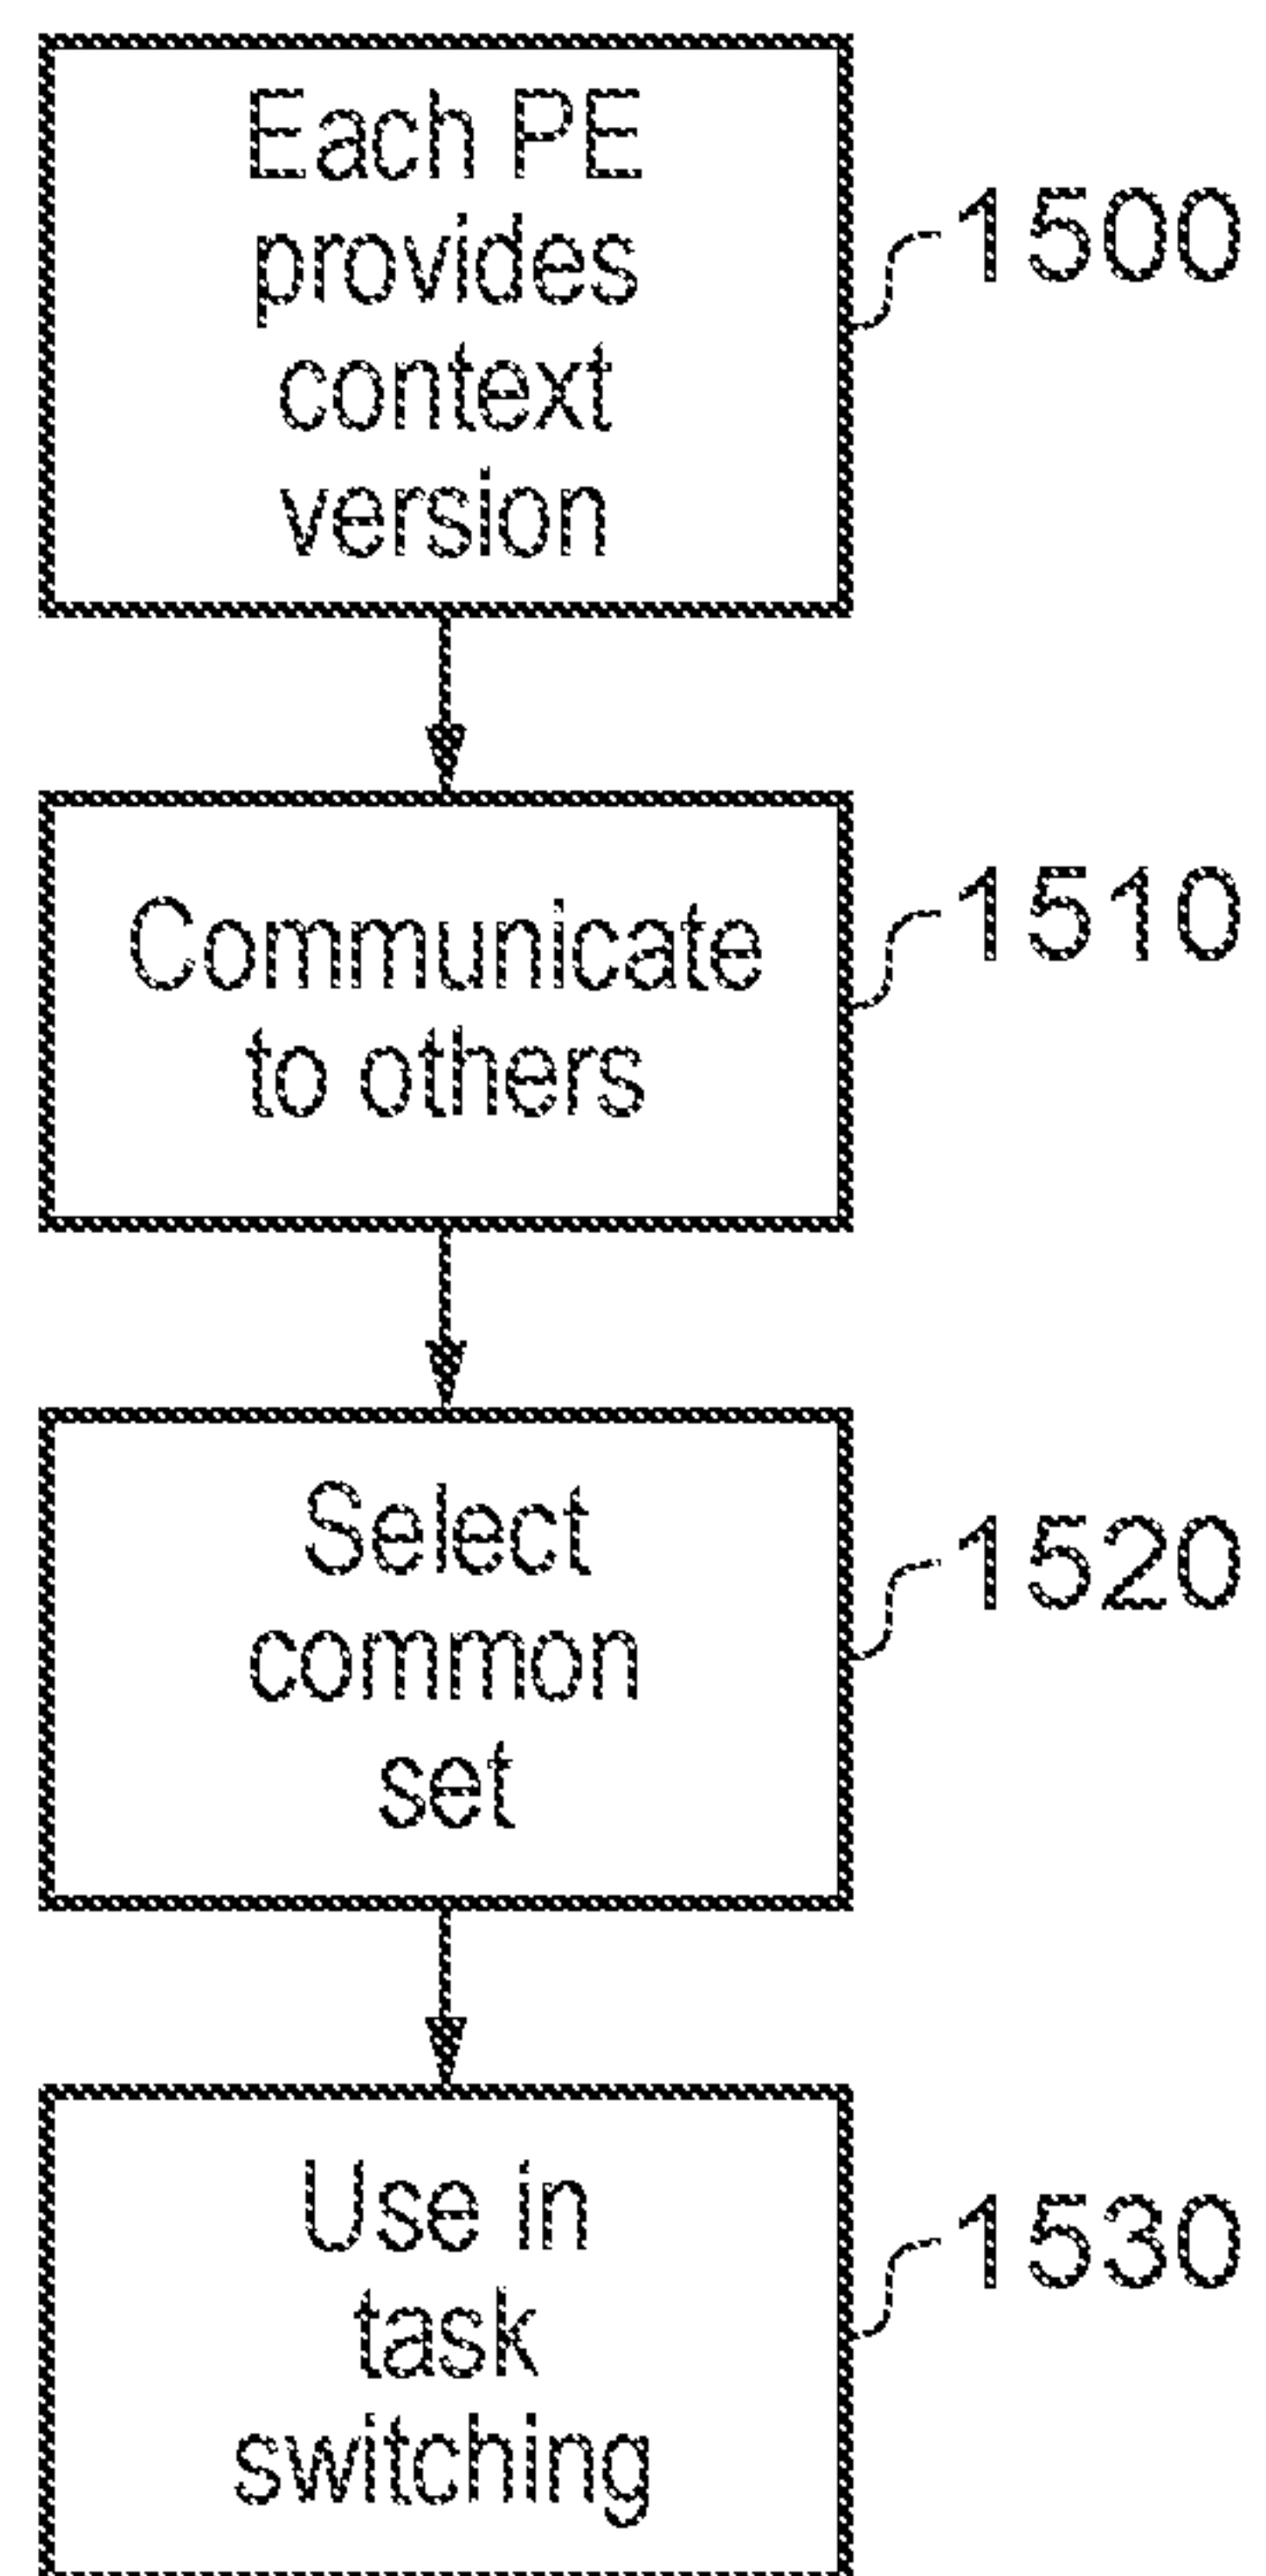 Each PE
provides
context
version
1500
Communicate
to others
1510
Select
common
set
1520
Use in
task
switching
1530